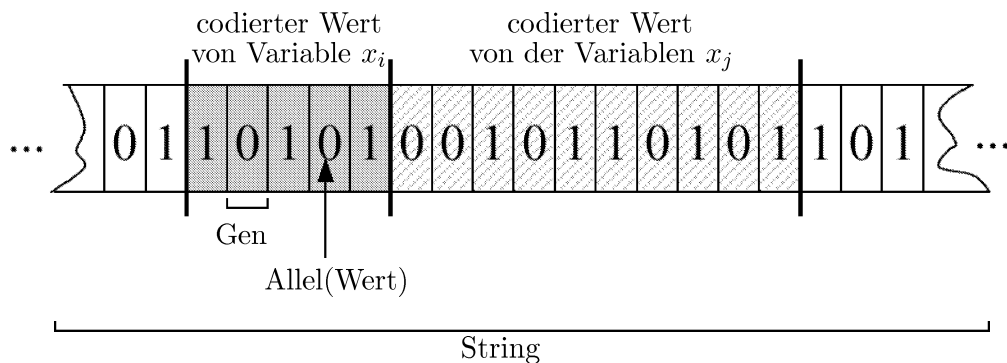 codierter Wert
von Variable x_i
codierter Wert
von der Variablen x_j
... 0 1 1 0 1 0 1 0 0 1 0 1 1 0 1 0 1 1 0 1 ...
Gen
Allel(Wert)
String